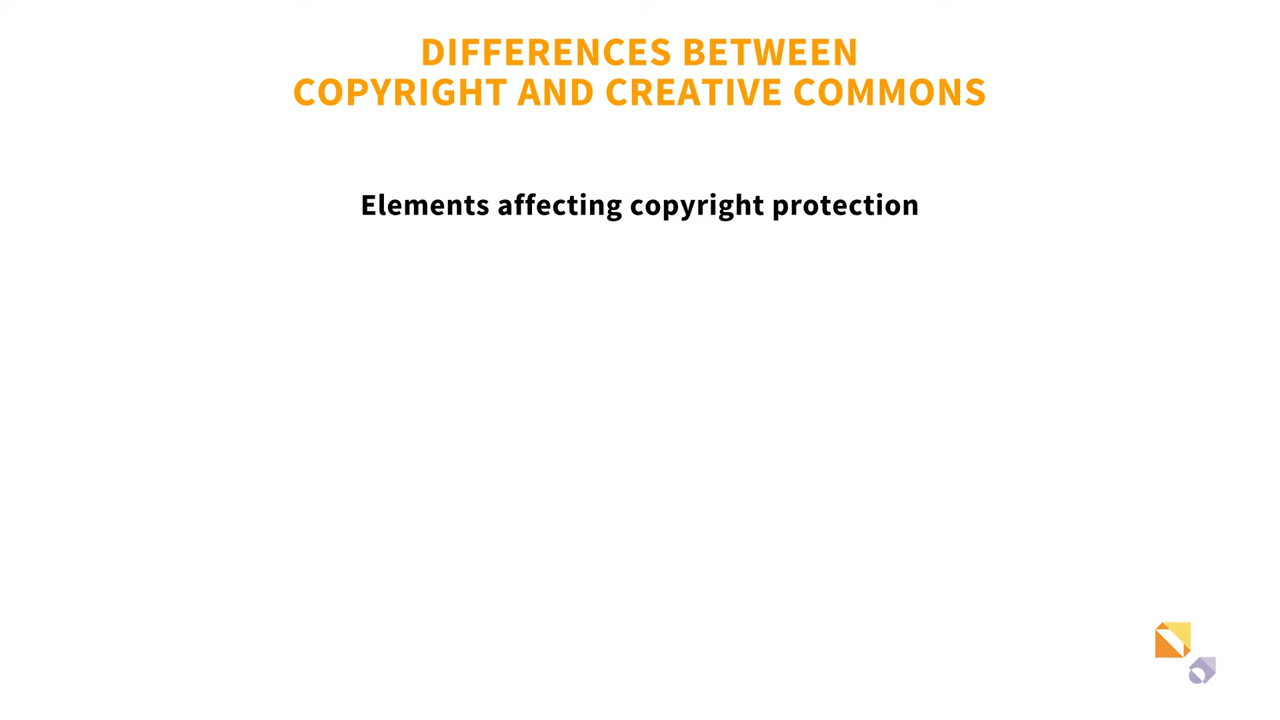 DIFFERENCES BETWEEN
COPYRIGHT AND CREATIVE COMMONS
Elements affecting copyright protection